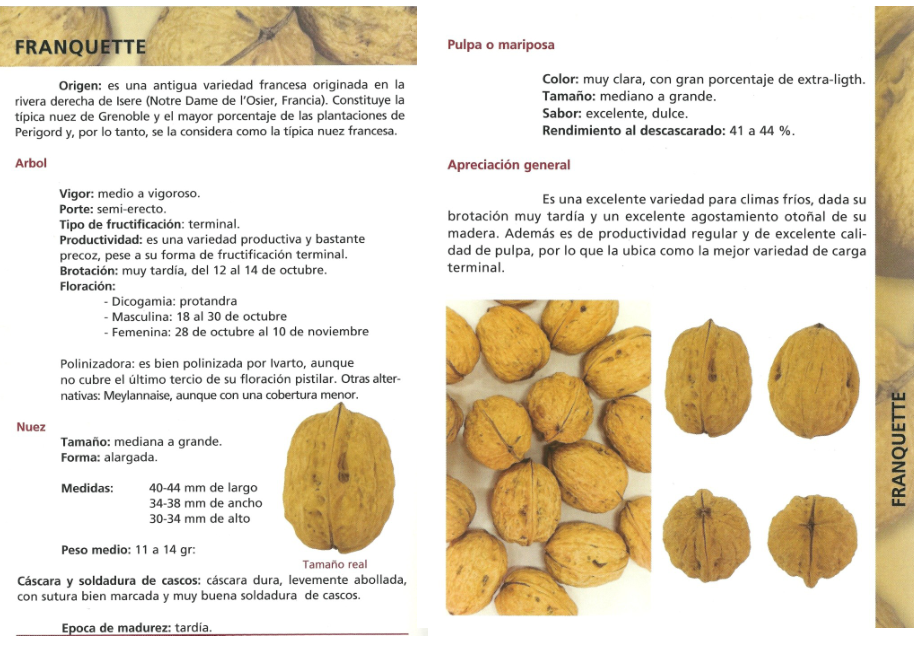 FRANQUETTE
Origen: es una antigua variedad francesa originada en la
rivera derecha de Isere (Notre Dame de l'Osier, Francia). Constituye la
típica nuez de Grenoble y el mayor porcentaje de las plantaciones de
Perigord y, por lo tanto, se la considera como la típica nuez francesa.
Arbol
Vigor: medio a vigoroso.
Porte: semi-erecto.
Tipo de fructificación: terminal.
Productividad: es una variedad productiva y bastante
precoz, pese a su forma de fructificación terminal.
Brotación: muy tardía, del 12 al 14 de octubre.
Floración:
- Dicogamia: protandra
- Masculina: 18 al 30 de octubre
- Femenina: 28 de octubre al 10 de noviembre
Polinizadora: es bien polinizada por Ivarto, aunque
no cubre el último tercio de su floración pistilar. Otras alter-
nativas: Meylannaise, aunque con una cobertura menor.
Nuez
Tamaño: mediana a grande.
Forma: alargada.
Medidas: 40-44 mm de largo
34-38 mm de ancho
30-34 mm de alto
Peso medio: 11 a 14 gr:
Tamaño real
Cáscara y soldadura de cascos: cáscara dura, levemente abollada,
con sutura bien marcada y muy buena soldadura de cascos.
Epoca de madurez: tardía.
Pulpa o mariposa
Color: muy clara, con gran porcentaje de extra-ligth.
Tamaño: mediano a grande.
Sabor: excelente, dulce.
Rendimiento al descascarado: 41 a 44 %.
Apreciación general
Es una excelente variedad para climas fríos, dada su
brotación muy tardía y un excelente agostamiento otoñal de su
madera. Además es de productividad regular y de excelente cali-
dad de pulpa, por lo que la ubica como la mejor variedad de carga
terminal.
FRANQUETTE